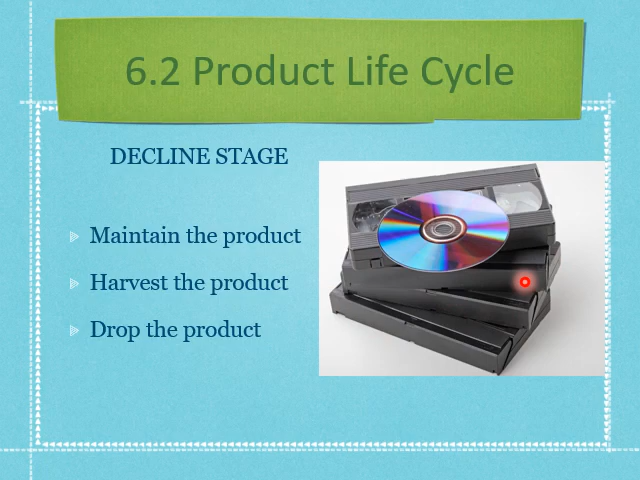 6.2 Product Life Cycle
DECLINE STAGE
Maintain the product
Harvest the product
Drop the product